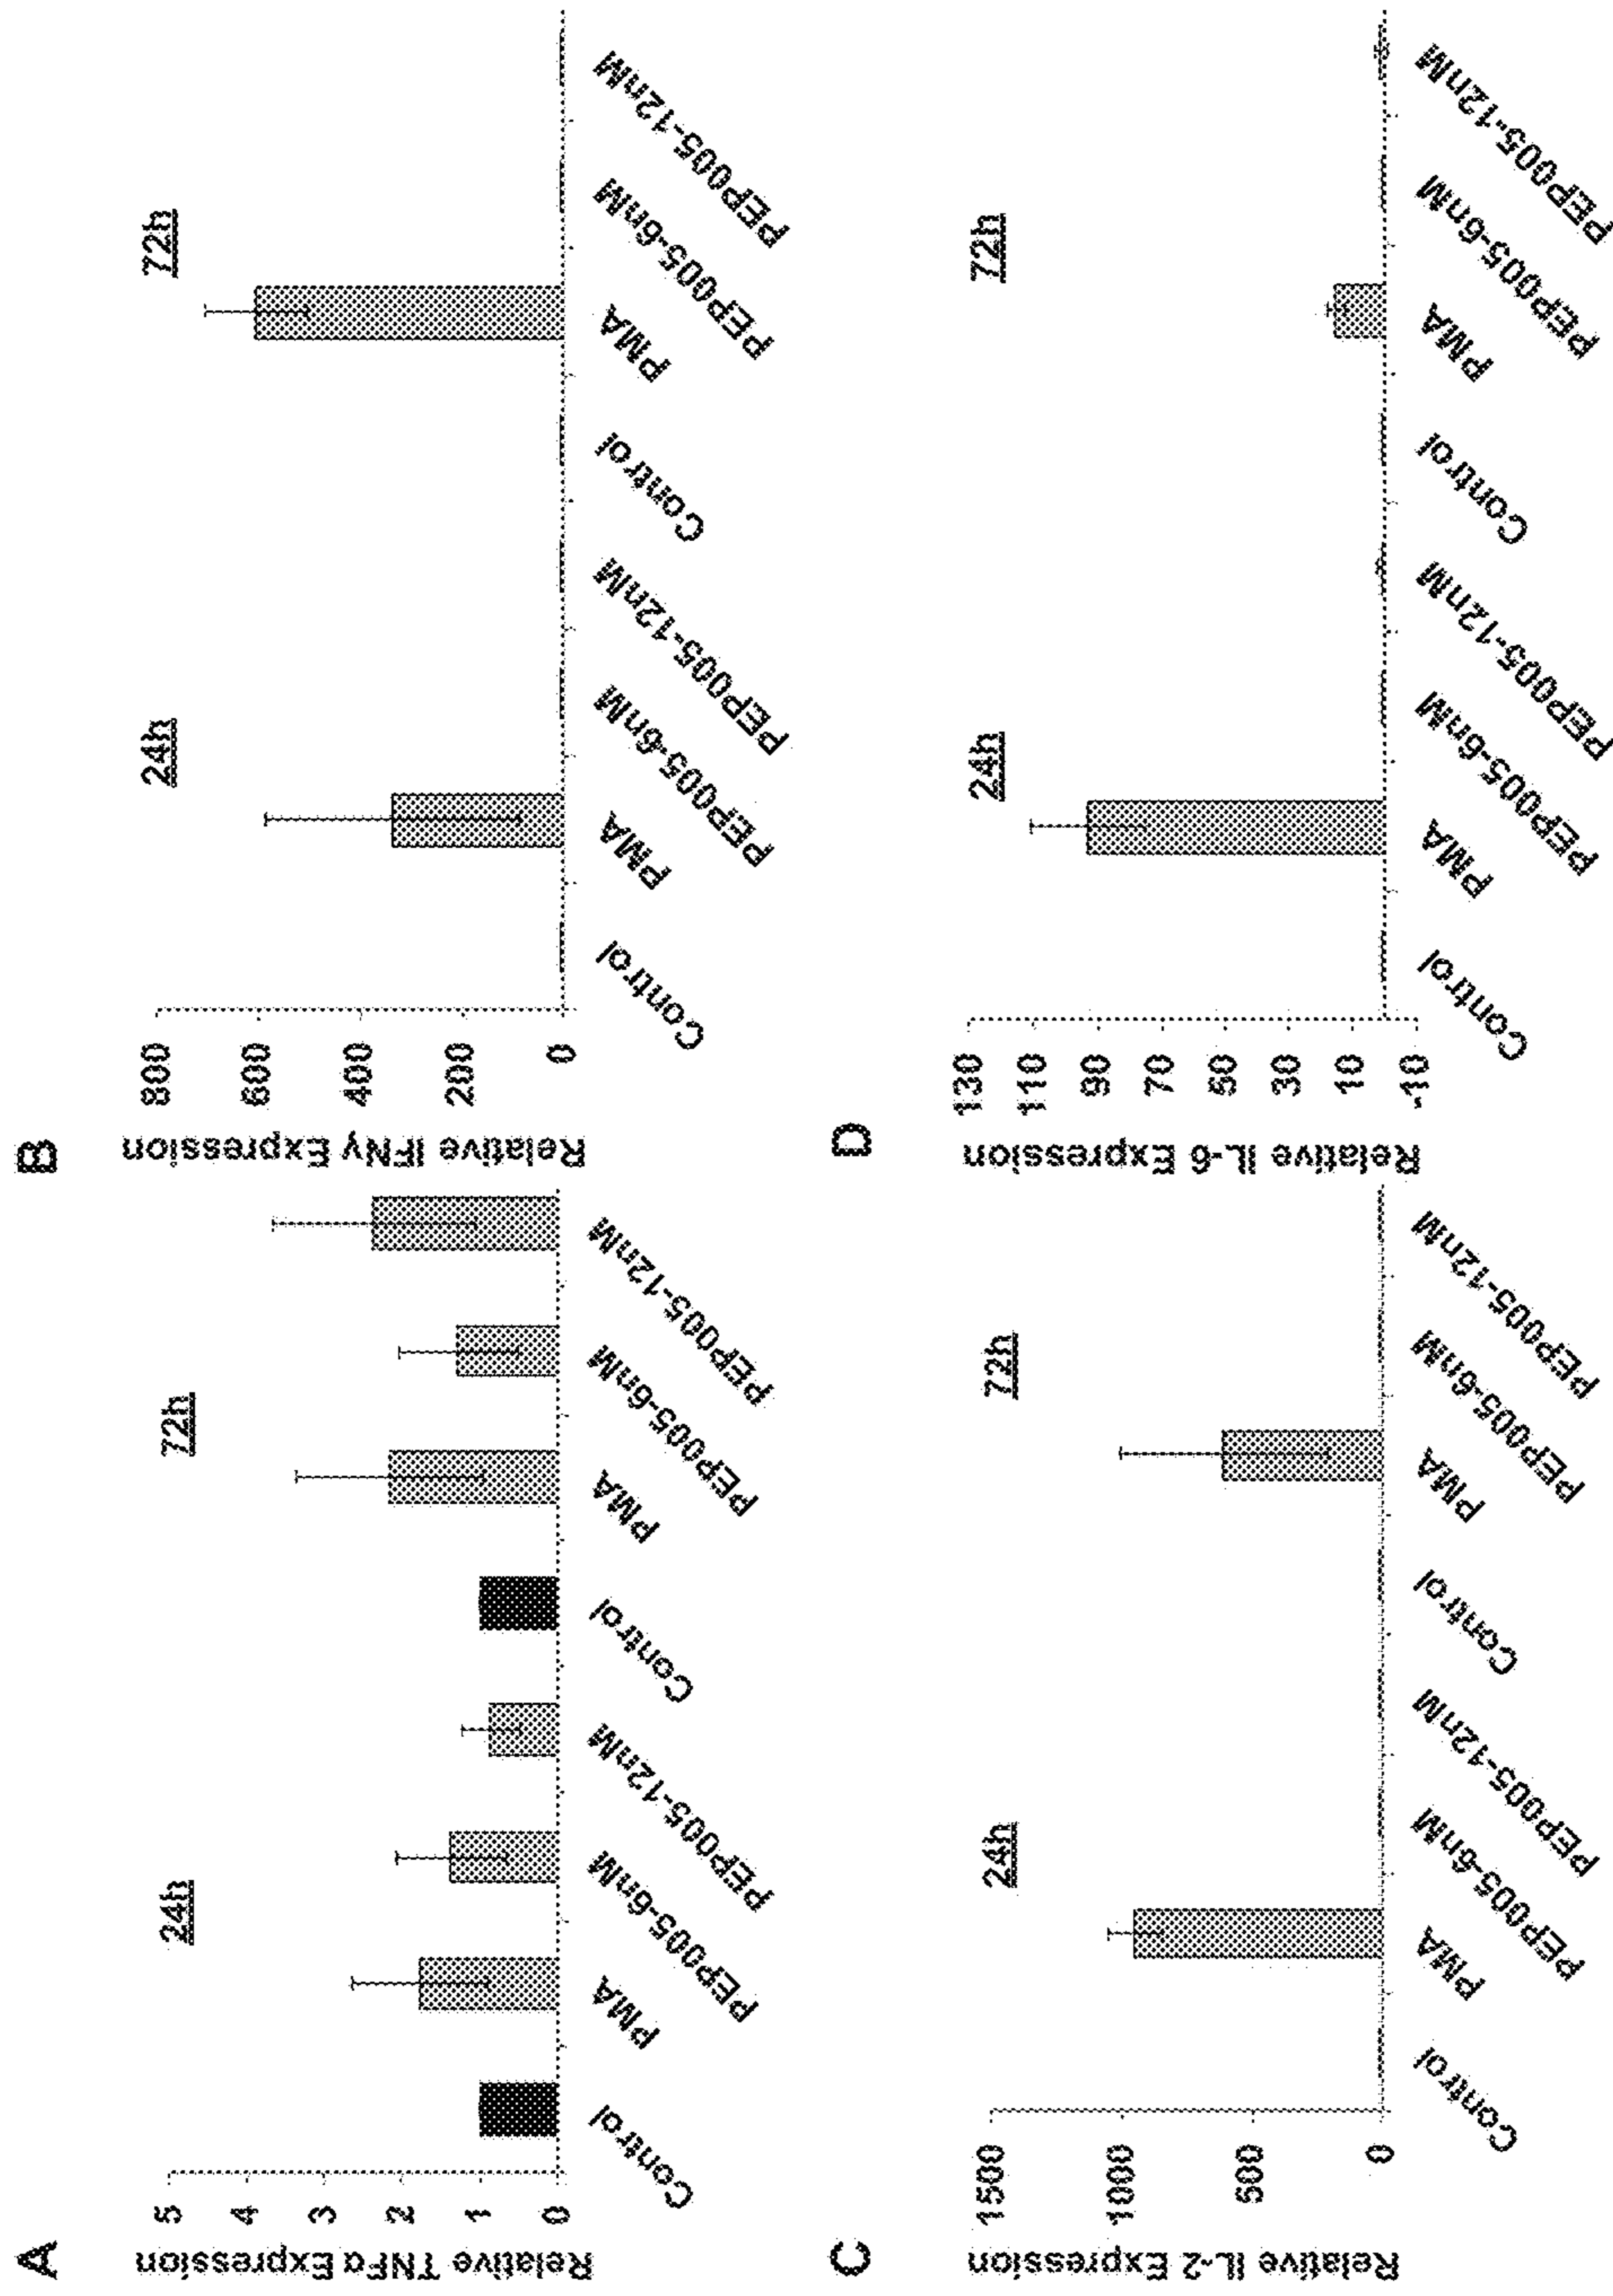 A
Relative TNFα Expression
5
4
3
2
1
0
24h
72h
Control
PMA
PEP005-6nM
PEP005-12nM
Control
PMA
PEP005-6nM
PEP005-12nM
B
Relative IFNγ Expression
800
600
400
200
0
24h
72h
Control
PMA
PEP005-6nM
PEP005-12nM
Control
PMA
PEP005-6nM
PEP005-12nM
C
Relative IL-2 Expression
1500
1000
500
0
24h
72h
Control
PMA
PEP005-6nM
PEP005-12nM
Control
PMA
PEP005-6nM
PEP005-12nM
D
Relative IL-6 Expression
130
110
90
70
50
30
10
-10
24h
72h
Control
PMA
PEP005-6nM
PEP005-12nM
Control
PMA
PEP005-6nM
PEP005-12nM